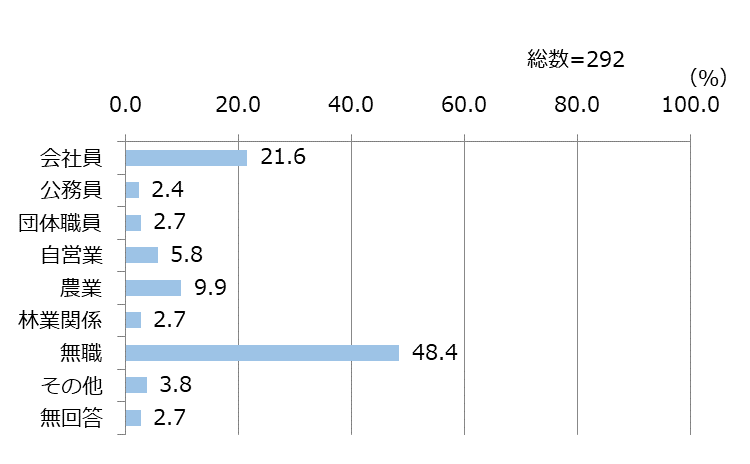 総数=292
(%)
0.0 20.0 40.0 60.0 80.0 100.0
会社員 21.6
公務員 2.4
団体職員 2.7
自営業 5.8
農業 9.9
林業関係 2.7
無職 48.4
その他 3.8
無回答 2.7